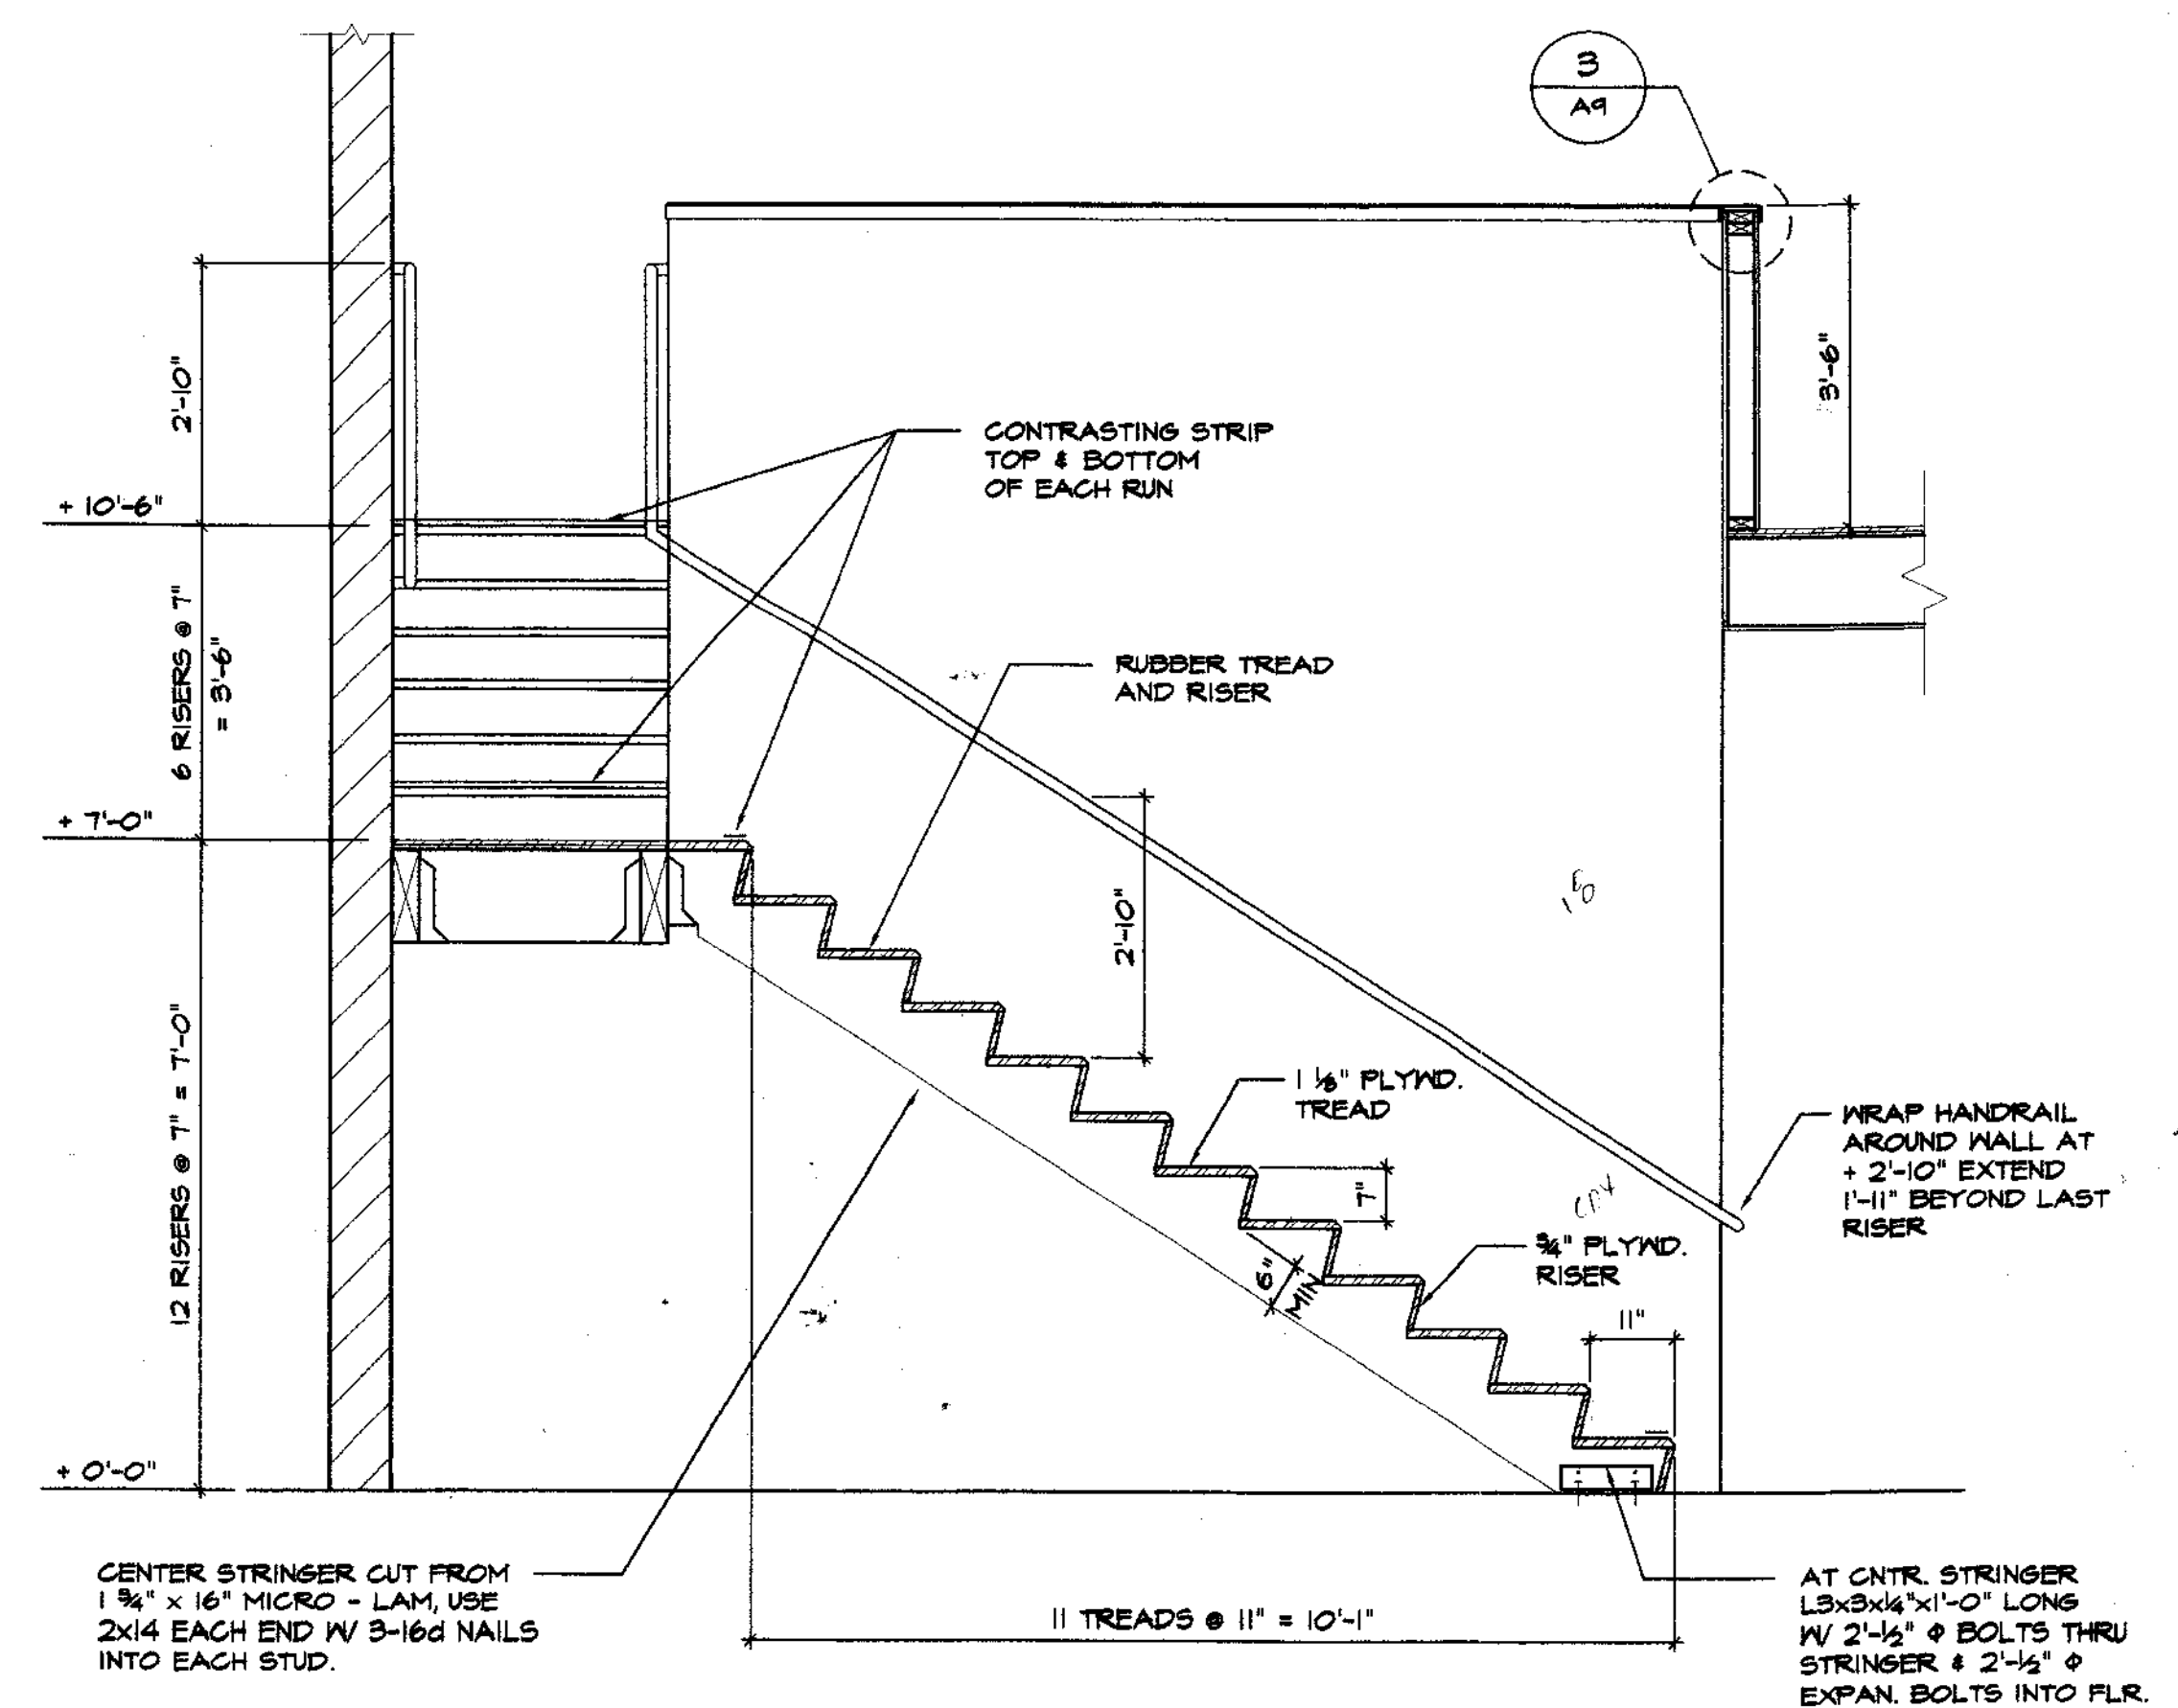 3
A9
3'-6"
2'-10"
+ 10'-6"
6 RISERS @ 7"
= 3'-6"
+ 7'-0"
12 RISERS @ 7" = 7'-0"
+ 0'-0"
CONTRASTING STRIP
TOP & BOTTOM
OF EACH RUN
RUBBER TREAD
AND RISER
2'-10"
1 1/8" PLYWD.
TREAD
7"
6"
MIN
3/4" PLYWD.
RISER
11"
WRAP HANDRAIL
AROUND WALL AT
+ 2'-10" EXTEND
1'-11" BEYOND LAST
RISER
CENTER STRINGER CUT FROM
1 3/4" x 16" MICRO - LAM, USE
2x14 EACH END W/ 3-16d NAILS
INTO EACH STUD.
11 TREADS @ 11" = 10'-1"
AT CNTR. STRINGER
L3x3x1/4"x1'-0" LONG
W/ 2'-1/2" Φ BOLTS THRU
STRINGER & 2'-1/2" Φ
EXPAN. BOLTS INTO FLR.